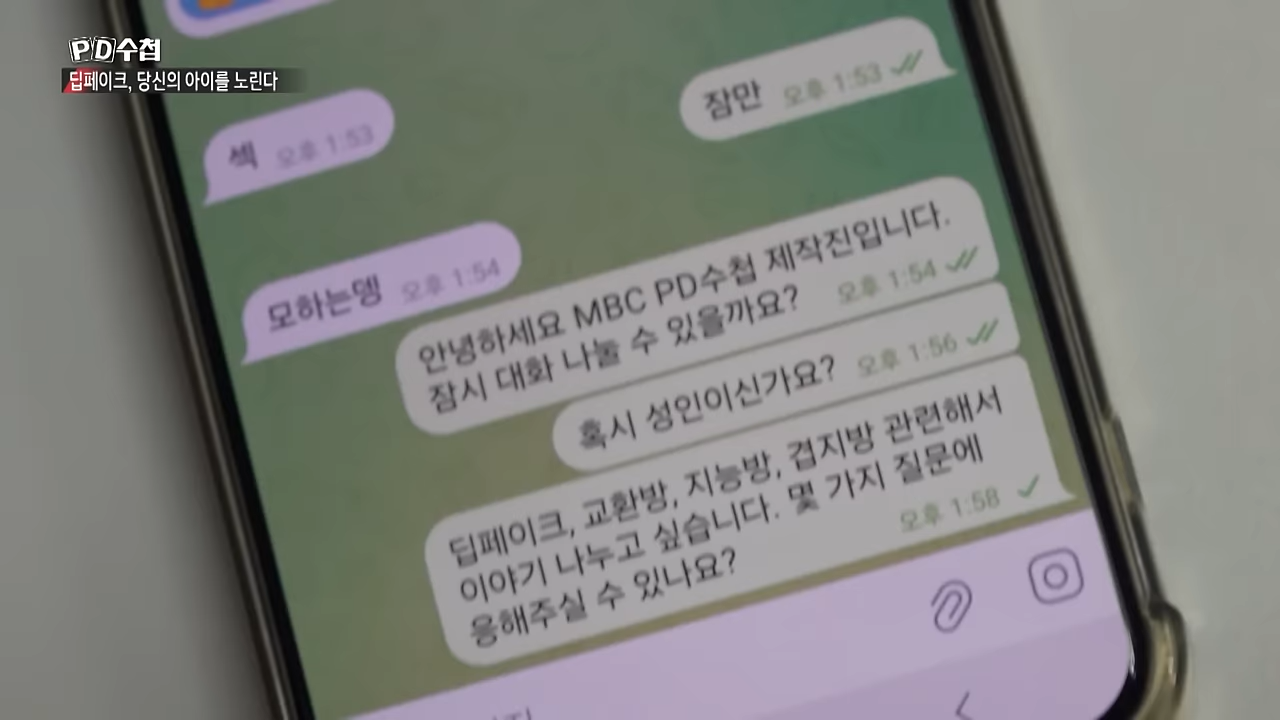 PD수첩
딥페이크, 당신의 아이를 노린다
잠만 오후 1:53
섹 오후 1:53
모하는뎅 오후 1:54
안녕하세요 MBC PD수첩 제작진입니다.
잠시 대화 나눌 수 있을까요? 오후 1:54
혹시 성인이신가요? 오후 1:56
딥페이크, 교환방, 지능방, 겹지방 관련해서
이야기 나누고 싶습니다. 몇 가지 질문에
응해주실 수 있나요? 오후 1:58